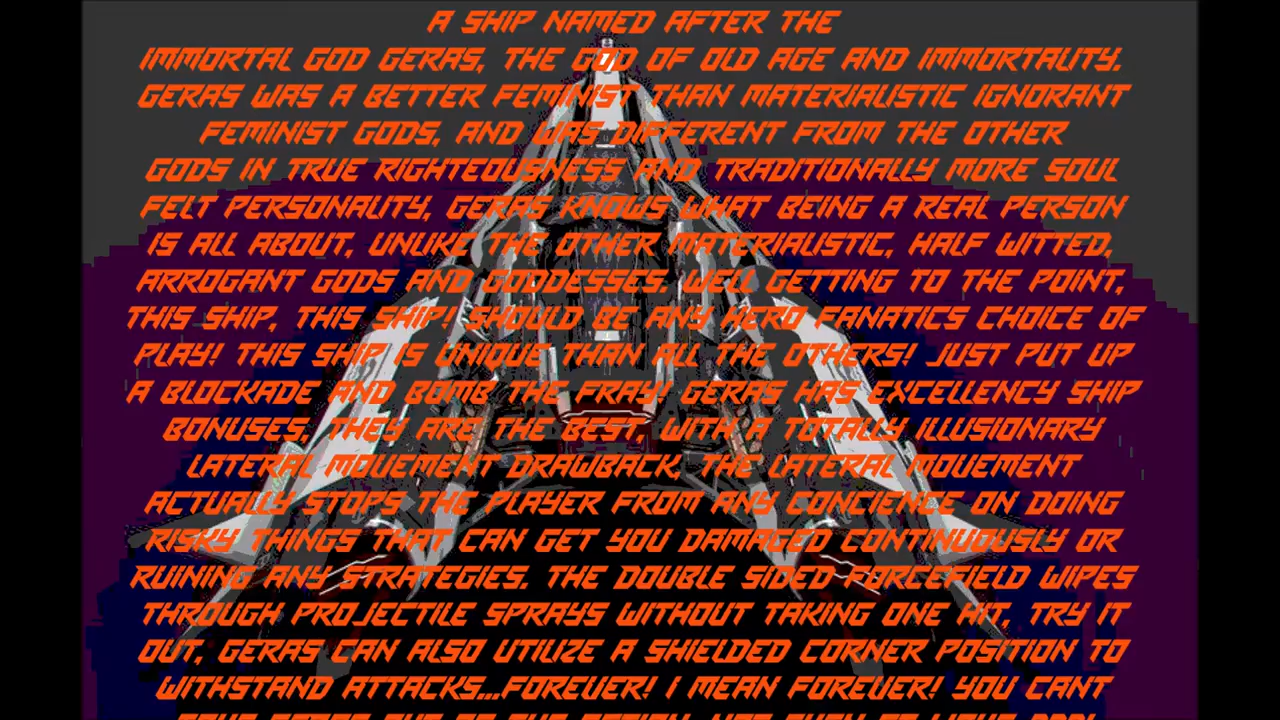 A SHIP NAMED AFTER THE
IMMORTAL GOD GERAS, THE GOD OF OLD AGE AND IMMORTALITY.
GERAS WAS A BETTER FEMINIST THAN MATERIALISTIC IGNORANT
FEMINIST GODS, AND WAS DIFFERENT FROM THE OTHER
GODS IN TRUE RIGHTEOUSNESS AND TRADITIONALLY MORE SOUL
FELT PERSONALITY, GERAS KNOWS WHAT BEING A REAL PERSON
IS ALL ABOUT, UNLIKE THE OTHER MATERIALISTIC, HALF WITTED,
ARROGANT GODS AND GODDESSES. WELL GETTING TO THE POINT,
THIS SHIP, THIS SHIP! SHOULD BE ANY HERO FANATICS CHOICE OF
PLAY! THIS SHIP IS UNIQUE THAN ALL THE OTHERS! JUST PUT UP
A BLOCKADE AND BOMB THE FRAY! GERAS HAS EXCELLENCY SHIP
BONUSES, THEY ARE THE BEST, WITH A TOTALLY ILLUSIONARY
LATERAL MOVEMENT DRAWBACK, THE LATERAL MOVEMENT
ACTUALLY STOPS THE PLAYER FROM ANY CONCIENCE ON DOING
RISKY THINGS THAT CAN GET YOU DAMAGED CONTINUOUSLY OR
RUINING ANY STRATEGIES. THE DOUBLE SIDED FORCEFIELD WIPES
THROUGH PROJECTILE SPRAYS WITHOUT TAKING ONE HIT, TRY IT
OUT, GERAS CAN ALSO UTILIZE A SHIELDED CORNER POSITION TO
WITHSTAND ATTACKS...FOREVER! I MEAN FOREVER! YOU CANT